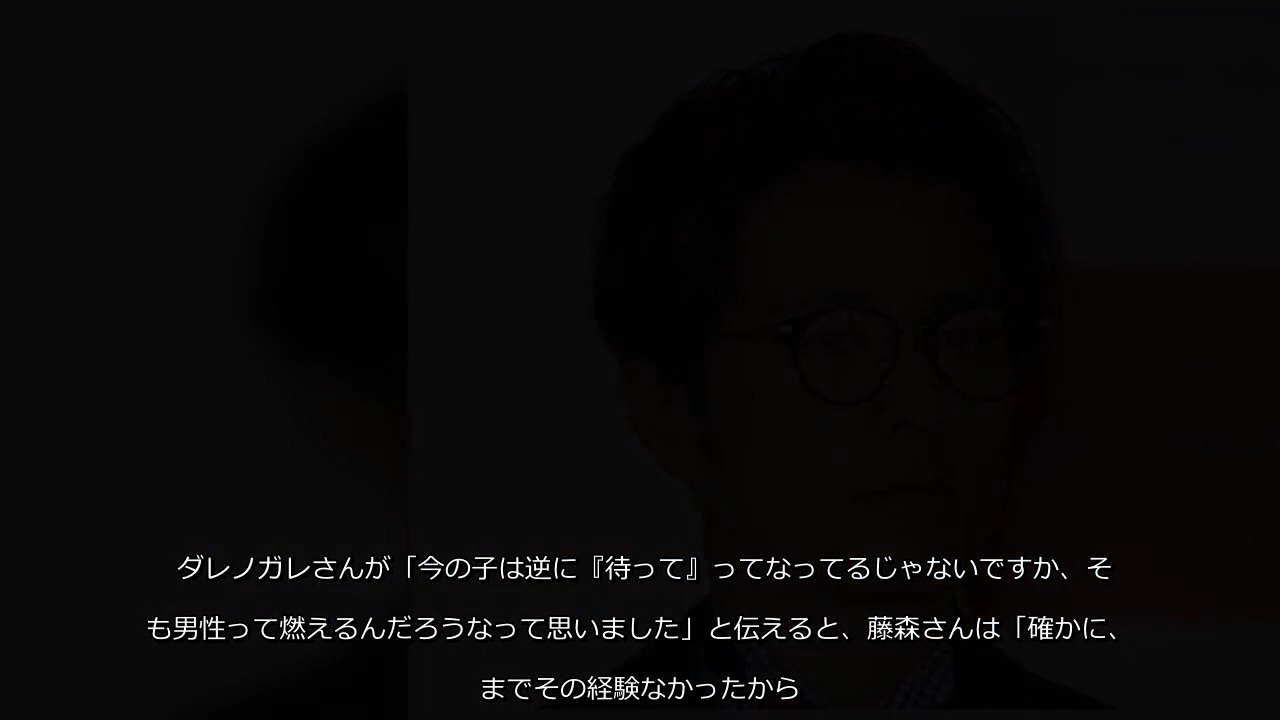 ダレノガレさんが「今の子は逆に『待って』ってなってるじゃないですか、そ
も男性って燃えるんだろうなって思いました」と伝えると、藤森さんは「確かに、
までその経験なかったから